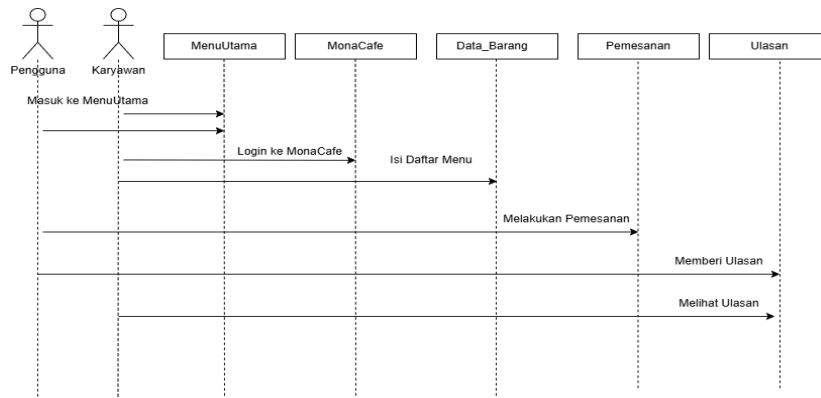 MenuUtama
MonaCafe
Data_Barang
Pemesanan
Ulasan
Pengguna
Karyawan
Masuk ke MenuUtama
Login ke MonaCafe
Isi Daftar Menu
Melakukan Pemesanan
Memberi Ulasan
Melihat Ulasan